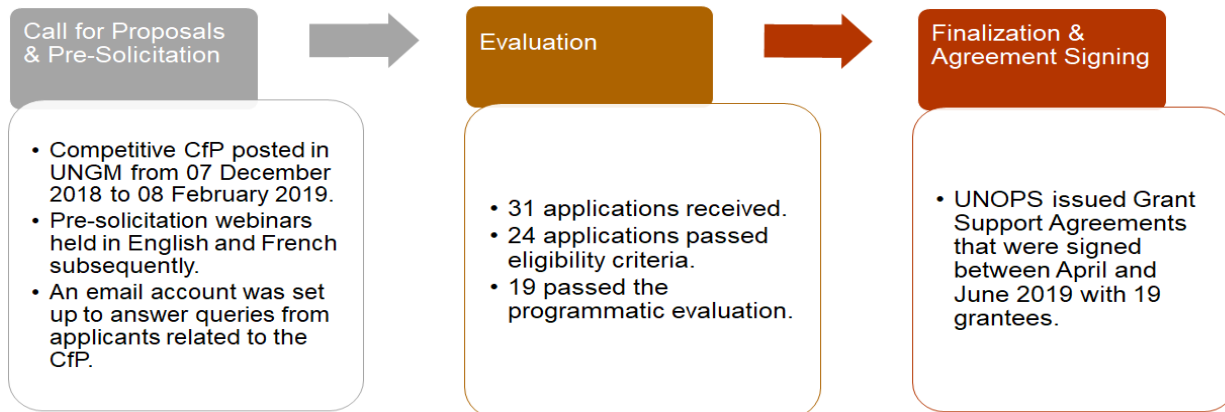 Call for Proposals
& Pre-Solicitation
• Competitive CfP posted in
UNGM from 07 December
2018 to 08 February 2019.
• Pre-solicitation webinars
held in English and French
subsequently.
• An email account was set
up to answer queries from
applicants related to the
CfP.
Evaluation
• 31 applications received.
• 24 applications passed
eligibility criteria.
• 19 passed the
programmatic evaluation.
Finalization &
Agreement Signing
• UNOPS issued Grant
Support Agreements
that were signed
between April and
June 2019 with 19
grantees.